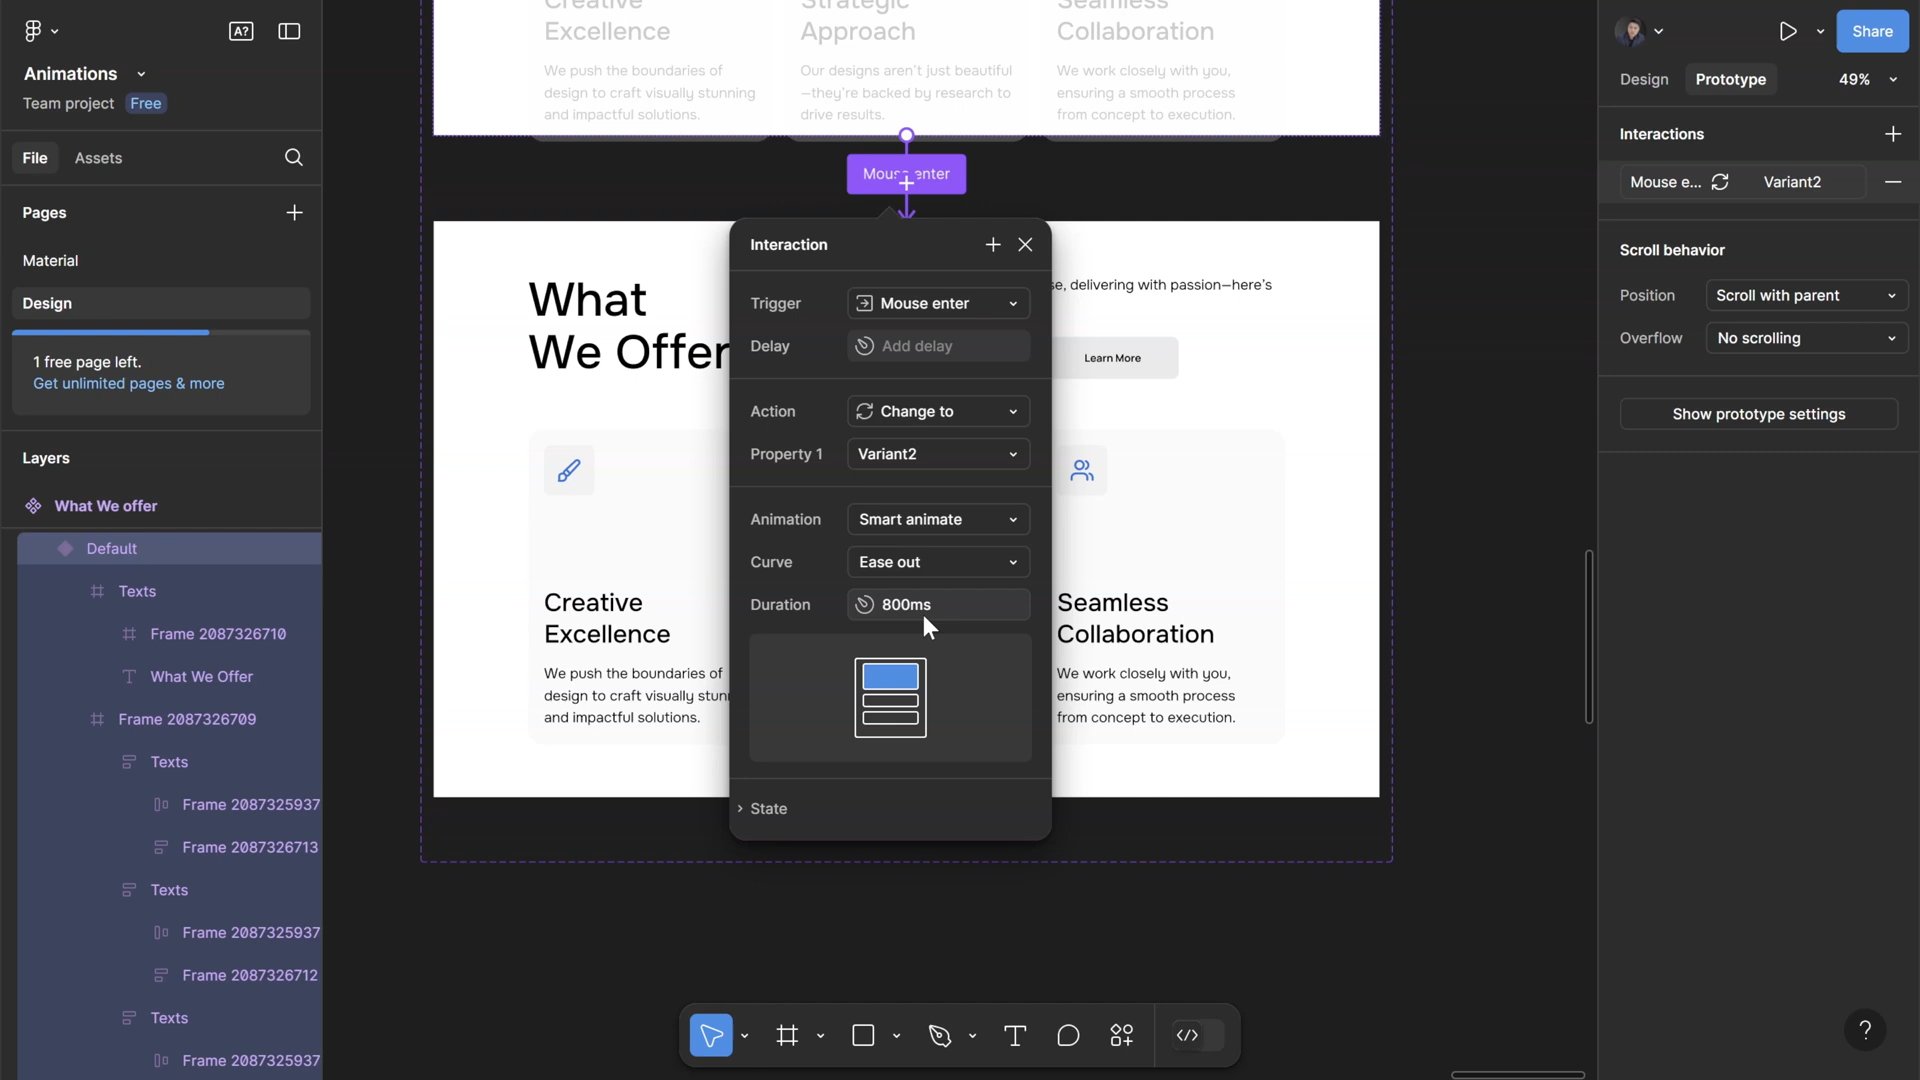 Animations
Team project Free
File Assets
Pages
Material
Design
1 free page left.
Get unlimited pages & more
Layers
What We offer
Default
Texts
Frame 2087326710
What We Offer
Frame 2087326709
Texts
Frame 2087325937
Frame 2087326713
Texts
Frame 2087325937
Frame 2087326712
Texts
Frame 2087325937
Creative
Excellence
We push the boundaries of
design to craft visually stunning
and impactful solutions.
Strategic
Approach
Our designs aren't just beautiful
—they're backed by research to
drive results.
Seamless
Collaboration
We work closely with you,
ensuring a smooth process
from concept to execution.
Mouse enter
What
We Offer
se, delivering with passion—here's
Learn More
Creative
Excellence
We push the boundaries of
design to craft visually stun
and impactful solutions.
Seamless
Collaboration
We work closely with you,
ensuring a smooth process
from concept to execution.
Interaction
Trigger Mouse enter
Delay Add delay
Action Change to
Property 1 Variant2
Animation Smart animate
Curve Ease out
Duration 800ms
State
Share
Design Prototype 49%
Interactions
Mouse e... Variant2
Scroll behavior
Position Scroll with parent
Overflow No scrolling
Show prototype settings
A?
?